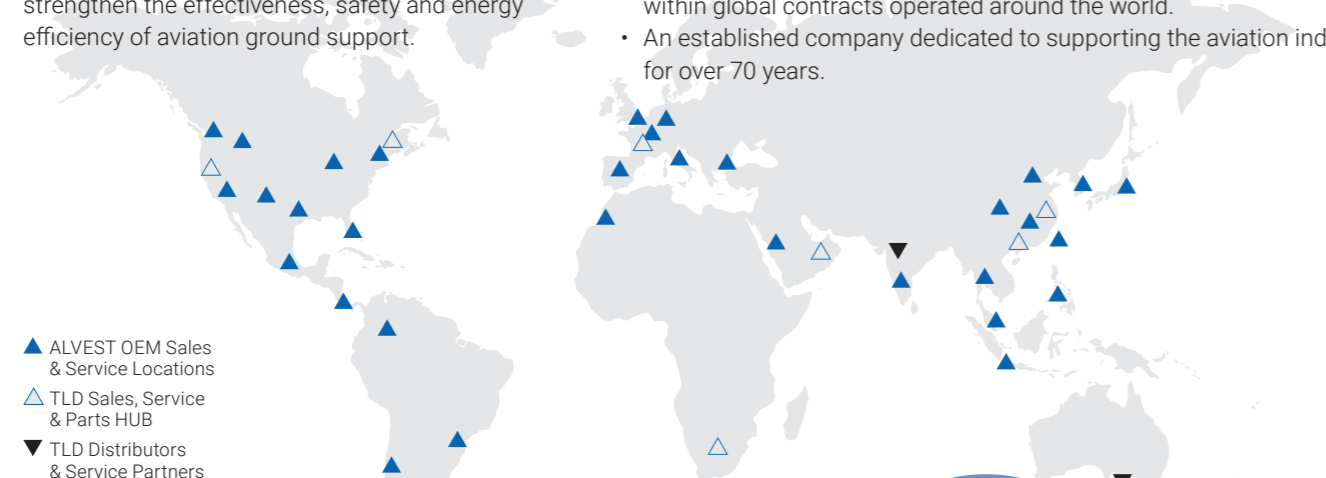 strengthen the effectiveness, safety and energy
efficiency of aviation ground support.
within global contracts operated around the world.
• An established company dedicated to supporting the aviation ind
for over 70 years.
ALVEST OEM Sales
& Service Locations
TLD Sales, Service
& Parts HUB
TLD Distributors
& Service Partners